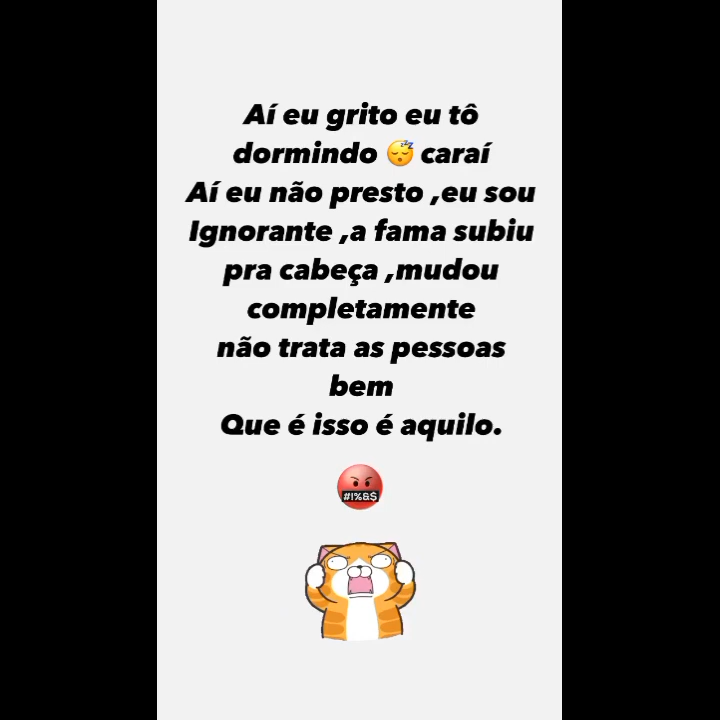 Aí eu grito eu tô
dormindo 😴 caraí
Aí eu não presto ,eu sou
Ignorante ,a fama subiu
pra cabeça ,mudou
completamente
não trata as pessoas
bem
Que é isso é aquilo.
#!%&$